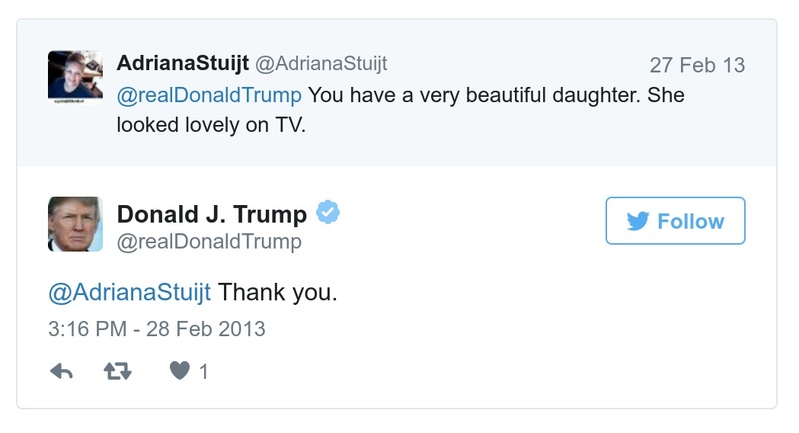 AdrianaStuijt @AdrianaStuijt 27 Feb 13
@realDonaldTrump You have a very beautiful daughter. She
looked lovely on TV.
Donald J. Trump
Follow
@realDonaldTrump
@AdrianaStuijt Thank you.
3:16 PM - 28 Feb 2013
1